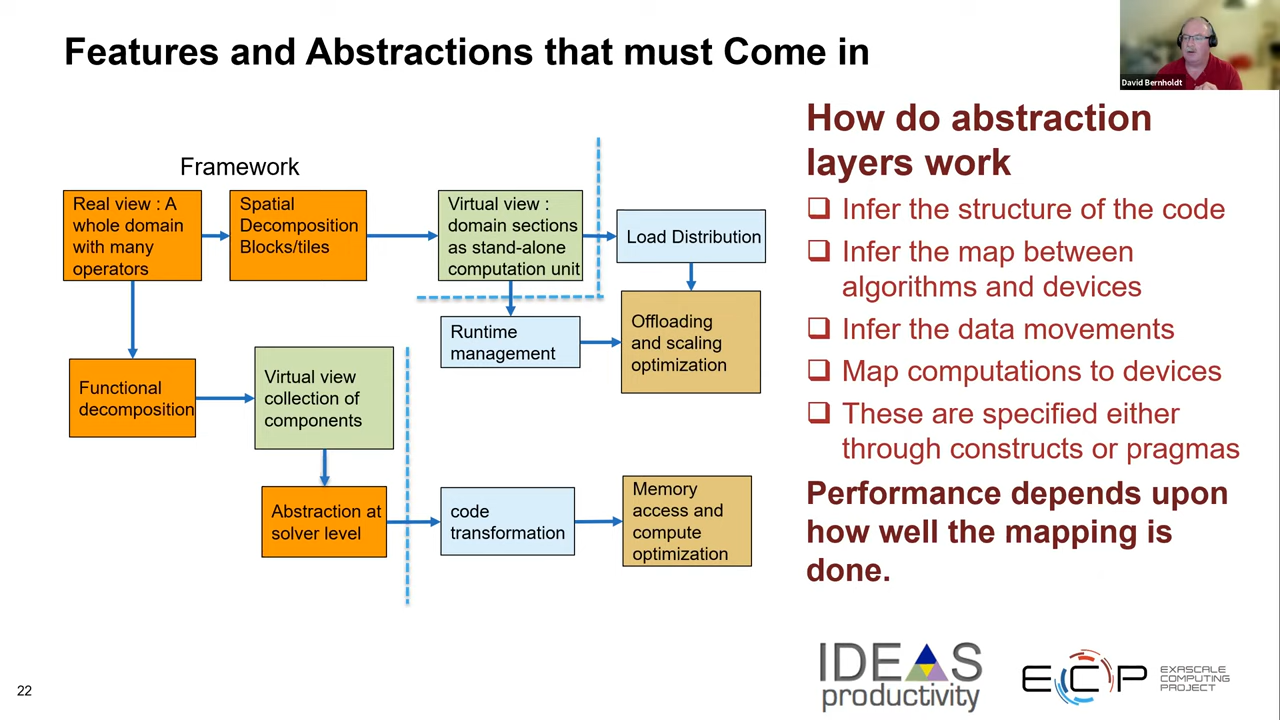 Features and Abstractions that must Come in
David Bernholdt
Framework
Real view : A
whole domain
with many
operators
Spatial
Decomposition
Blocks/tiles
Virtual view :
domain sections
as stand-alone
computation unit
Load Distribution
Runtime
management
Offloading
and scaling
optimization
Functional
decomposition
Virtual view
collection of
components
Abstraction at
solver level
code
transformation
Memory
access and
compute
optimization
How do abstraction
layers work
Infer the structure of the code
Infer the map between
algorithms and devices
Infer the data movements
Map computations to devices
These are specified either
through constructs or pragmas
Performance depends upon
how well the mapping is
done.
IDEAS
productivity
ECP
EXASCALE
COMPUTING
PROJECT
22